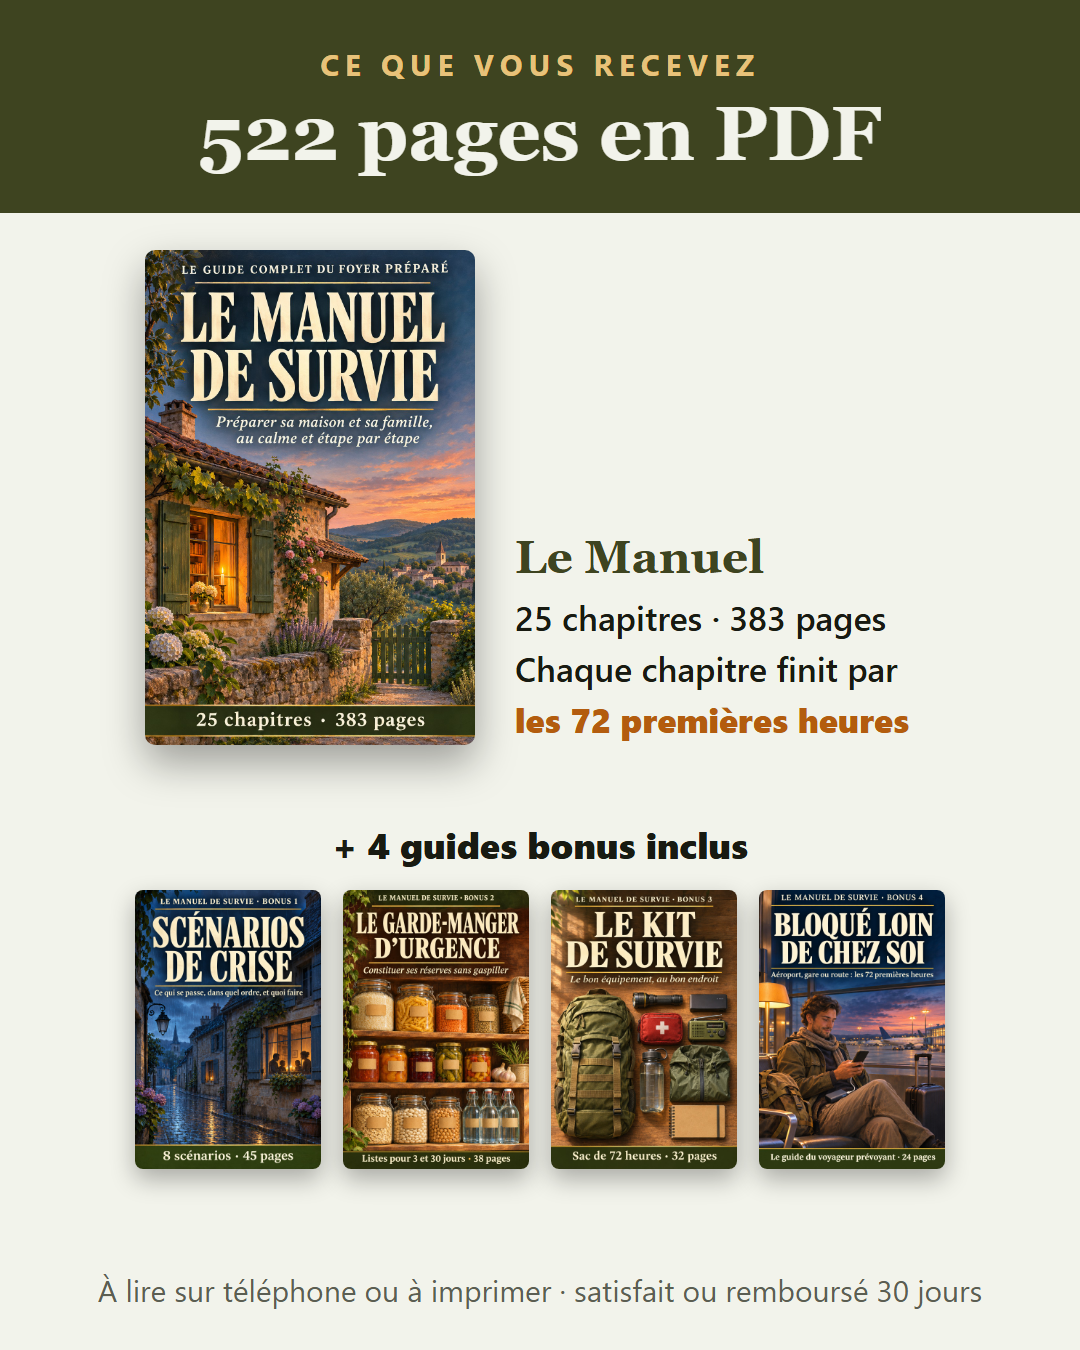 CE QUE VOUS RECEVEZ
522 pages en PDF
LE GUIDE COMPLET DU FOYER PRÉPARÉ
LE MANUEL
DE SURVIE
Préparer sa maison et sa famille,
au calme et étape par étape
25 chapitres · 383 pages
Le Manuel
25 chapitres · 383 pages
Chaque chapitre finit par
les 72 premières heures
+ 4 guides bonus inclus
LE MANUEL DE SURVIE · BONUS 1
SCÉNARIOS
DE CRISE
Ce qui se passe, dans quel ordre, et quoi faire
8 scénarios · 45 pages
LE MANUEL DE SURVIE · BONUS 2
LE GARDE-MANGER
D'URGENCE
Constituer ses réserves sans gaspiller
Listes pour 3 et 30 jours · 38 pages
LE MANUEL DE SURVIE · BONUS 3
LE KIT
DE SURVIE
Le bon équipement, au bon endroit
Sac de 72 heures · 32 pages
LE MANUEL DE SURVIE · BONUS 4
BLOQUÉ LOIN
DE CHEZ SOI
Aéroport, gare ou route : les 72 premières heures
Le guide du voyageur prévoyant · 24 pages
À lire sur téléphone ou à imprimer · satisfait ou remboursé 30 jours